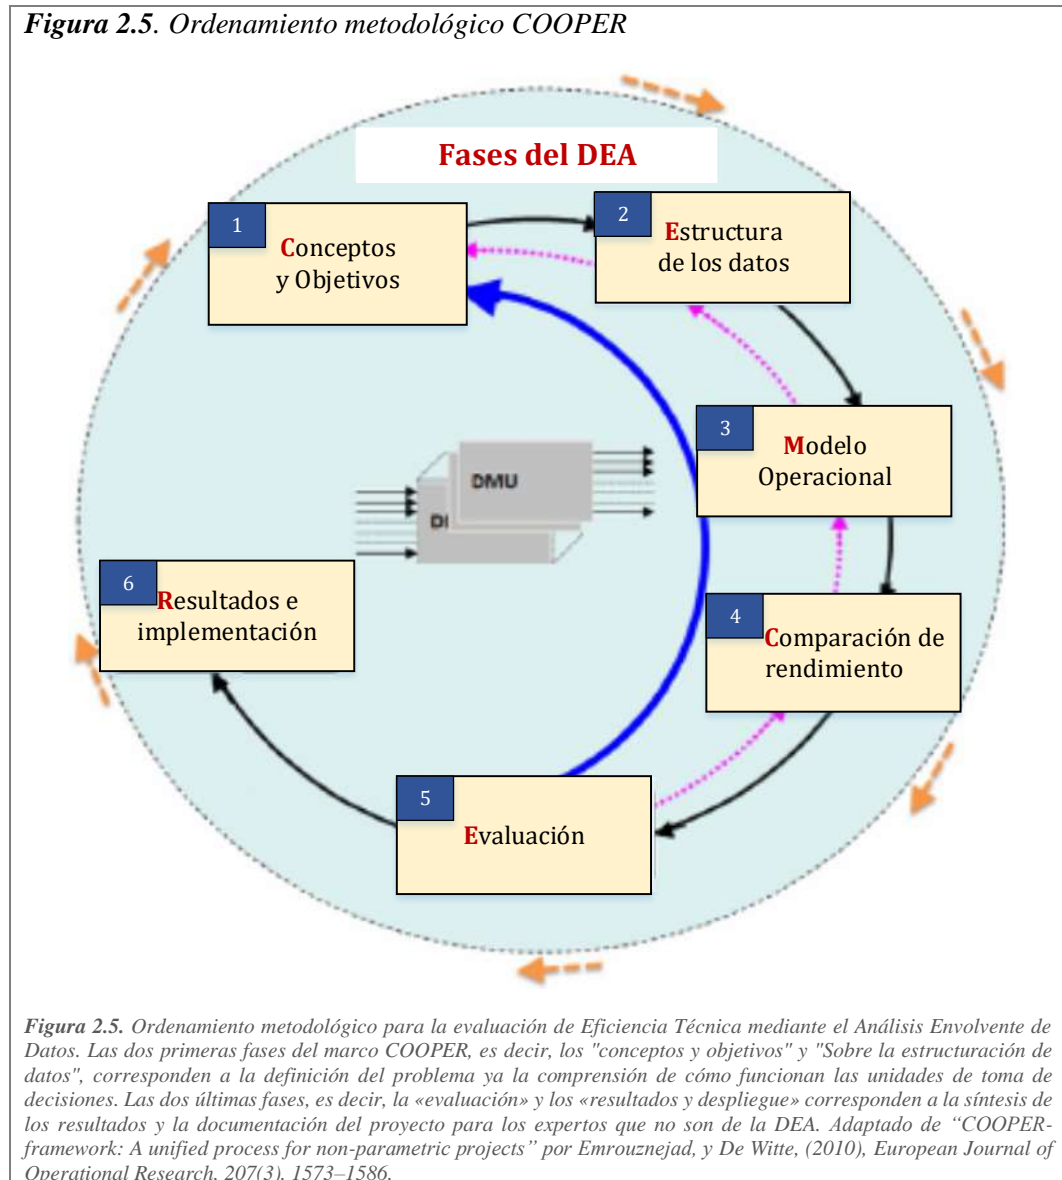 Figura 2.5. Ordenamiento metodológico COOPER
Fases del DEA
1
Conceptos
y Objetivos
2
Estructura
de los datos
3
Modelo
Operacional
DMU
4
Comparación de
rendimiento
5
Evaluación
6
Resultados e
implementación
Figura 2.5. Ordenamiento metodológico para la evaluación de Eficiencia Técnica mediante el Análisis Envolvente de
Datos. Las dos primeras fases del marco COOPER, es decir, los "conceptos y objetivos" y "Sobre la estructuración de
datos", corresponden a la definición del problema ya la comprensión de cómo funcionan las unidades de toma de
decisiones. Las dos últimas fases, es decir, la «evaluación» y los «resultados y despliegue» corresponden a la síntesis de
los resultados y la documentación del proyecto para los expertos que no son de la DEA. Adaptado de “COOPER-
framework: A unified process for non-parametric projects” por Emrouznejad, y De Witte, (2010), European Journal of
Operational Research, 207(3), 1573–1586.